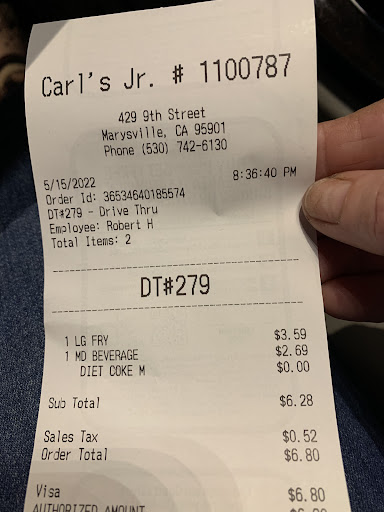 Carl's Jr. # 1100787
429 9th Street
Marysville, CA 95901
Phone (530) 742-6130
5/15/2022 8:36:40 PM
Order Id: 36534640185574
DT#279 - Drive Thru
Employee: Robert H
Total Items: 2
DT#279
1 LG FRY $3.59
1 MD BEVERAGE $2.69
DIET COKE M $0.00
Sub Total $6.28
Sales Tax $0.52
Order Total $6.80
Visa $6.80
AUTHORIZED AMOUNT